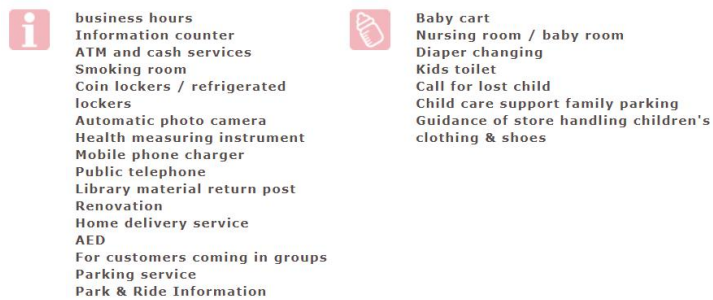 business hours
Information counter
ATM and cash services
Smoking room
Coin lockers / refrigerated
lockers
Automatic photo camera
Health measuring instrument
Mobile phone charger
Public telephone
Library material return post
Renovation
Home delivery service
AED
For customers coming in groups
Parking service
Park & Ride Information
Baby cart
Nursing room / baby room
Diaper changing
Kids toilet
Call for lost child
Child care support family parking
Guidance of store handling children's
clothing & shoes